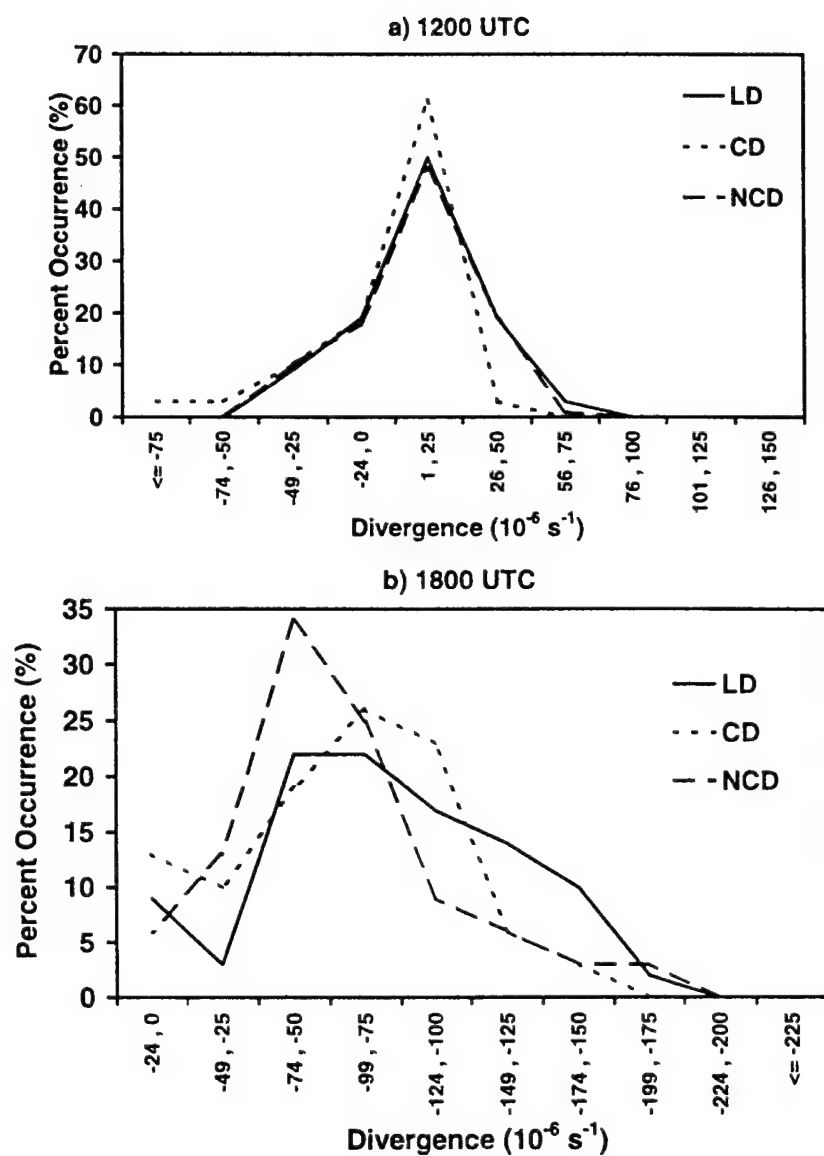 a) 1200 UTC
Percent Occurrence (%)
70
60
50
40
30
20
10
0
LD
CD
NCD
<= -75
-74 , -50
-49 , -25
-24 , 0
1 , 25
26 , 50
56 , 75
76 , 100
101 , 125
126 , 150
Divergence (10⁻⁶ s⁻¹)
b) 1800 UTC
Percent Occurrence (%)
35
30
25
20
15
10
5
0
LD
CD
NCD
-24 , 0
-49 , -25
-74 , -50
-99 , -75
-124 , -100
-149 , -125
-174 , -150
-199 , -175
-224 , -200
<= -225
Divergence (10⁻⁶ s⁻¹)